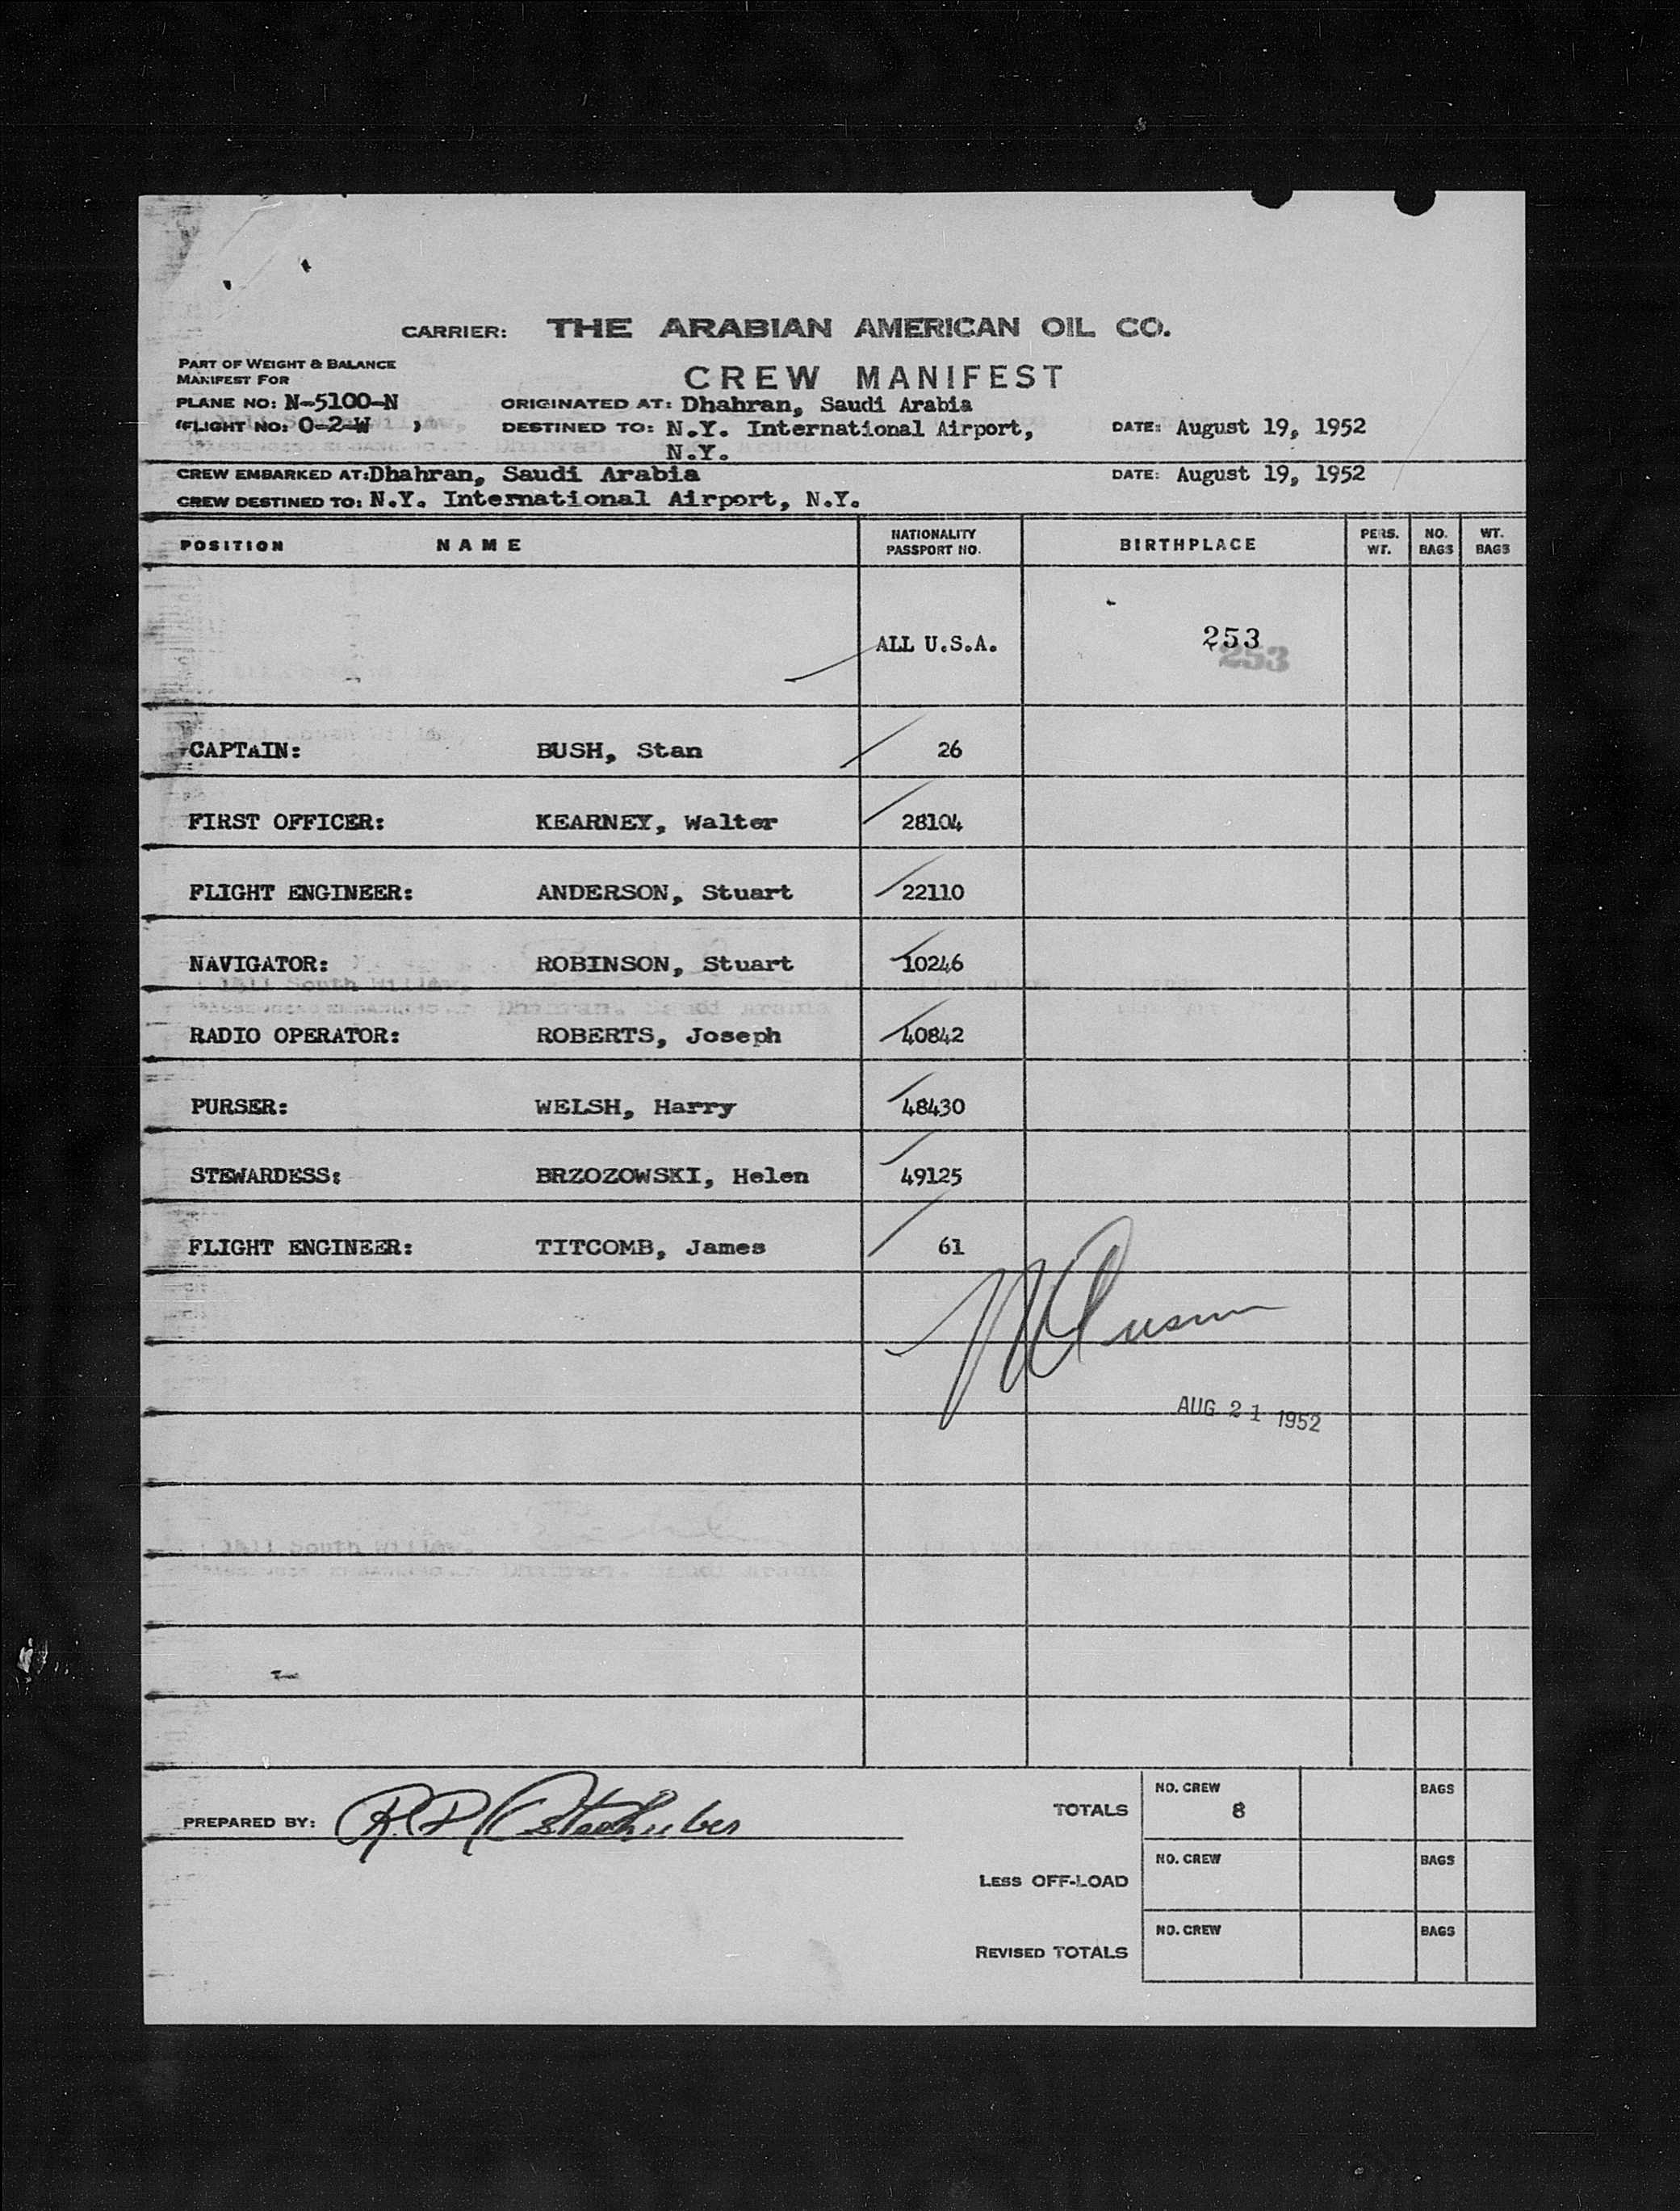 CARRIER: THE ARABIAN AMERICAN OIL CO.
PART OF WEIGHT & BALANCE
MANIFEST FOR
CREW MANIFEST
PLANE NO: N-5100-N ORIGINATED AT: Dhahran, Saudi Arabia
(FLIGHT NO: O-2-W ) DESTINED TO: N.Y. International Airport, DATE: August 19, 1952
N.Y.
CREW EMBARKED AT: Dhahran, Saudi Arabia DATE: August 19, 1952
CREW DESTINED TO: N.Y. International Airport, N.Y.
POSITION NAME NATIONALITY PASSPORT NO. BIRTHPLACE PERS. WT. NO. BAGS WT. BAGS
ALL U.S.A. 253
253
CAPTAIN: BUSH, Stan 26
FIRST OFFICER: KEARNEY, Walter 28104
FLIGHT ENGINEER: ANDERSON, Stuart 22110
NAVIGATOR: ROBINSON, Stuart 10246
RADIO OPERATOR: ROBERTS, Joseph 40842
PURSER: WELSH, Harry 48430
STEWARDESS: BRZOZOWSKI, Helen 49125
FLIGHT ENGINEER: TITCOMB, James 61
AUG 21 1952
PREPARED BY:
TOTALS NO. CREW 8 BAGS
LESS OFF-LOAD NO. CREW BAGS
REVISED TOTALS NO. CREW BAGS